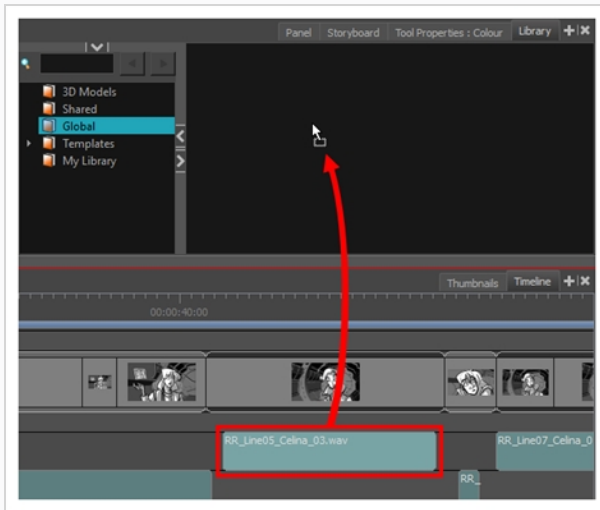 Panel Storyboard Tool Properties : Colour Library
3D Models
Shared
Global
Templates
My Library
Thumbnails Timeline
00:00:40:00
RR_Line05_Celina_03.wav
RR_Line07_Celina_0
RR_